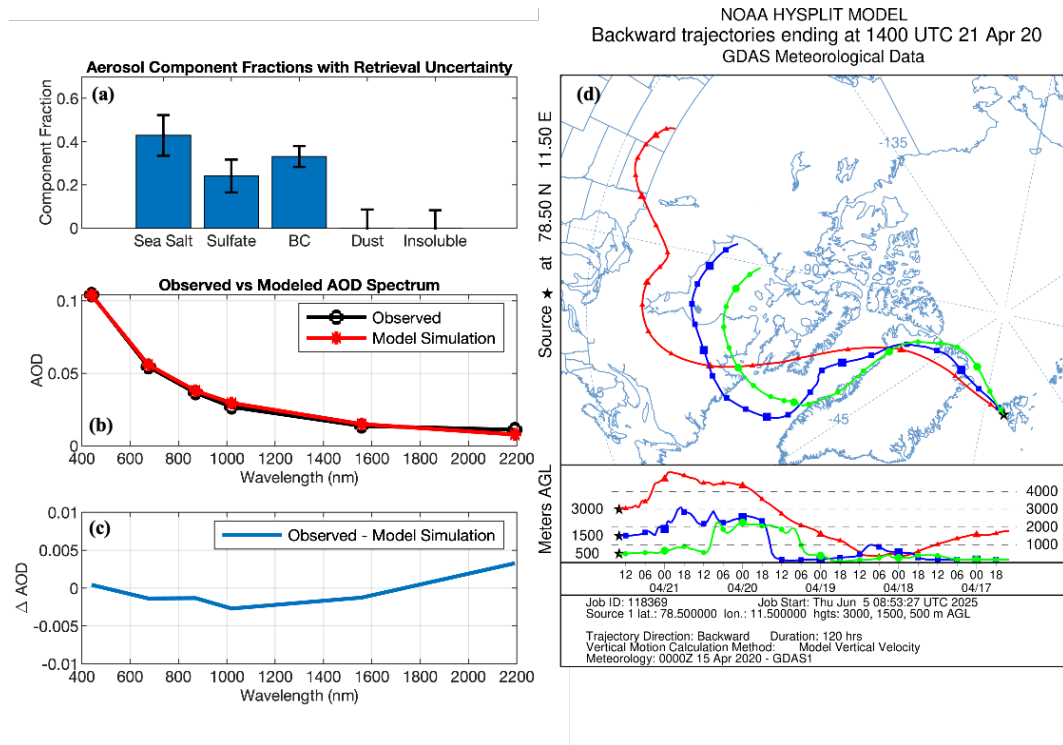 Aerosol Component Fractions with Retrieval Uncertainty
(a)
Component Fraction
0.6
0.4
0.2
0
Sea Salt Sulfate BC Dust Insoluble
Observed vs Modeled AOD Spectrum
Observed
Model Simulation
(b)
AOD
0.1
0.05
0
400 600 800 1000 1200 1400 1600 1800 2000 2200
Wavelength (nm)
(c)
Observed - Model Simulation
△ AOD
0.01
0.005
0
-0.005
-0.01
400 600 800 1000 1200 1400 1600 1800 2000 2200
Wavelength (nm)
NOAA HYSPLIT MODEL
Backward trajectories ending at 1400 UTC 21 Apr 20
GDAS Meteorological Data
(d)
Source ★ at 78.50 N 11.50 E
-135
-90
-45
Meters AGL
3000
1500
500
4000
3000
2000
1000
12 06 00 18 12 06 00 18 12 06 00 18 12 06 00 18 12 06 00 18
04/21 04/20 04/19 04/18 04/17
Job ID: 118369 Job Start: Thu Jun 5 08:53:27 UTC 2025
Source 1 lat.: 78.500000 lon.: 11.500000 hgts: 3000, 1500, 500 m AGL
Trajectory Direction: Backward Duration: 120 hrs
Vertical Motion Calculation Method: Model Vertical Velocity
Meteorology: 0000Z 15 Apr 2020 - GDAS1